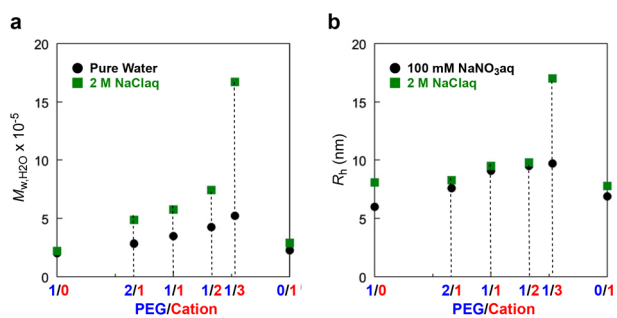 a
20
15
10
5
0
M_w,H2O x 10^-5
Pure Water
2 M NaClaq
1/0 2/1 1/1 1/2 1/3 0/1
PEG/Cation
b
20
15
10
5
0
R_h (nm)
100 mM NaNO₃aq
2 M NaClaq
1/0 2/1 1/1 1/2 1/3 0/1
PEG/Cation